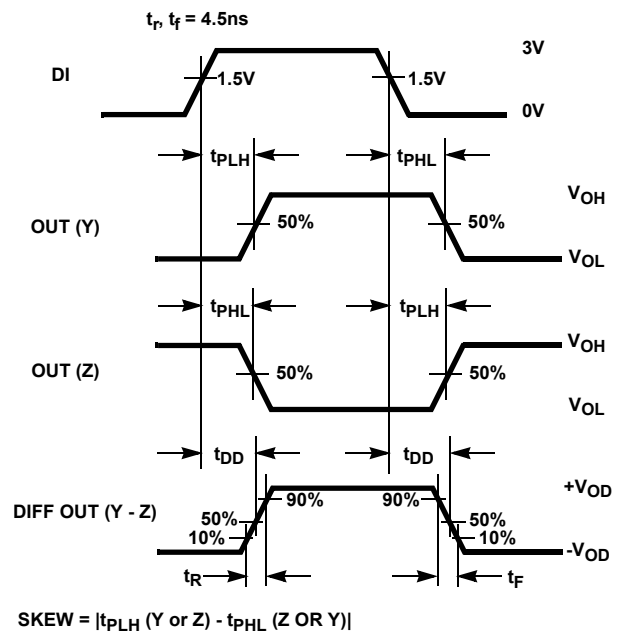 tr, tf = 4.5ns
3V
DI
1.5V
1.5V
0V
tPLH
tPHL
VOH
OUT (Y)
50%
50%
VOL
tPHL
tPLH
VOH
OUT (Z)
50%
50%
VOL
tDD
tDD
+VOD
90%
90%
DIFF OUT (Y - Z)
50%
50%
10%
10%
-VOD
tR
tF
SKEW = |tPLH (Y or Z) - tPHL (Z OR Y)|